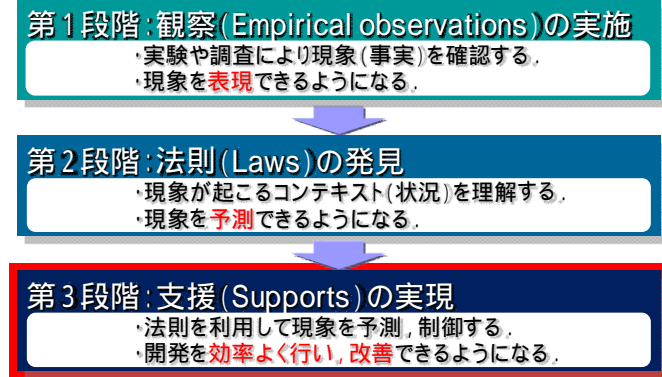 第1段階:観察(Empirical observations)の実施
・実験や調査により現象(事実)を確認する.
・現象を表現できるようになる.
第2段階:法則(Laws)の発見
・現象が起こるコンテキスト(状況)を理解する.
・現象を予測できるようになる.
第3段階:支援(Supports)の実現
・法則を利用して現象を予測,制御する.
・開発を効率よく行い,改善できるようになる.